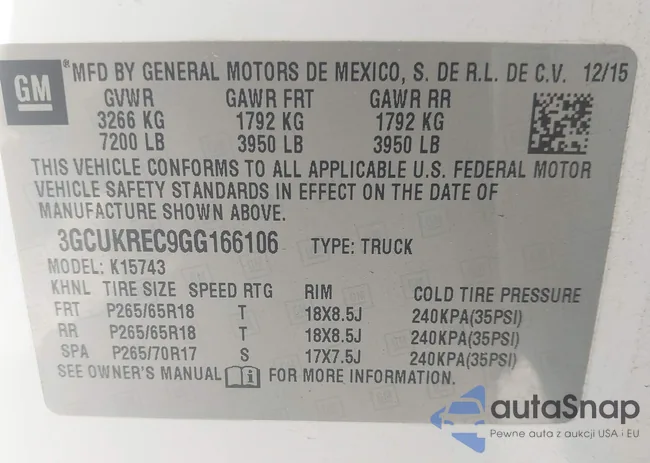 GM ® MFD BY GENERAL MOTORS DE MEXICO, S. DE R.L. DE C.V. 12/15
GVWR GAWR FRT GAWR RR
3266 KG 1792 KG 1792 KG
7200 LB 3950 LB 3950 LB
THIS VEHICLE CONFORMS TO ALL APPLICABLE U.S. FEDERAL MOTOR
VEHICLE SAFETY STANDARDS IN EFFECT ON THE DATE OF
MANUFACTURE SHOWN ABOVE.
3GCUKREC9GG166106 TYPE: TRUCK
MODEL: K15743
KHNL TIRE SIZE SPEED RTG RIM COLD TIRE PRESSURE
FRT P265/65R18 T 18X8.5J 240KPA(35PSI)
RR P265/65R18 T 18X8.5J 240KPA(35PSI)
SPA P265/70R17 S 17X7.5J 240KPA(35PSI)
SEE OWNER'S MANUAL FOR MORE INFORMATION.
autaSnap
Pewne auta z aukcji USA i EU